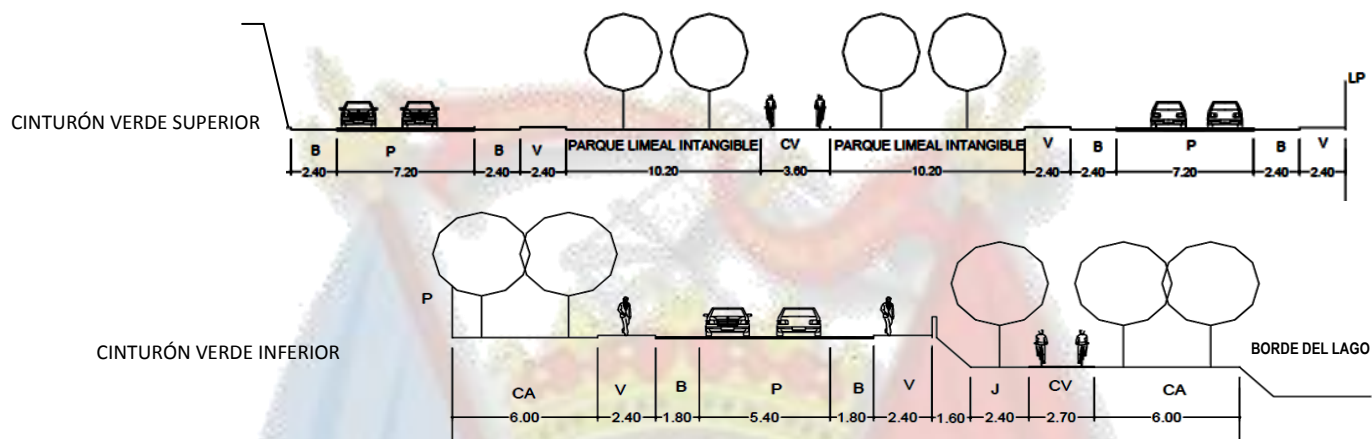 LP
CINTURÓN VERDE SUPERIOR
PARQUE LIMEAL INTANGIBLE CV PARQUE LIMEAL INTANGIBLE
B P B V V B P B V
2.40 7.20 2.40 2.40 10.20 3.60 10.20 2.40 2.40 7.20 2.40 2.40
P
CINTURÓN VERDE INFERIOR
BORDE DEL LAGO
CA V B P B V J CV CA
6.00 2.40 1.80 5.40 1.80 2.40 1.60 2.40 2.70 6.00